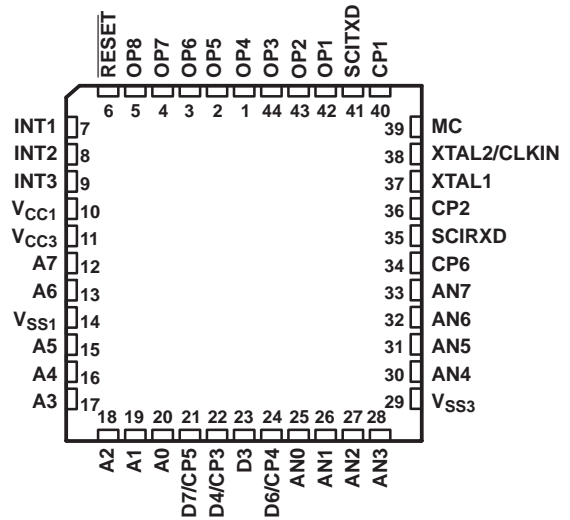 RESET OP8 OP7 OP6 OP5 OP4 OP3 OP2 OP1 SCITXD CP1
6 5 4 3 2 1 44 43 42 41 40
INT1 7 39 MC
INT2 8 38 XTAL2/CLKIN
INT3 9 37 XTAL1
VCC1 10 36 CP2
VCC3 11 35 SCIRXD
A7 12 34 CP6
A6 13 33 AN7
VSS1 14 32 AN6
A5 15 31 AN5
A4 16 30 AN4
A3 17 29 VSS3
18 19 20 21 22 23 24 25 26 27 28
A2 A1 A0 D7/CP5 D4/CP3 D3 D6/CP4 AN0 AN1 AN2 AN3